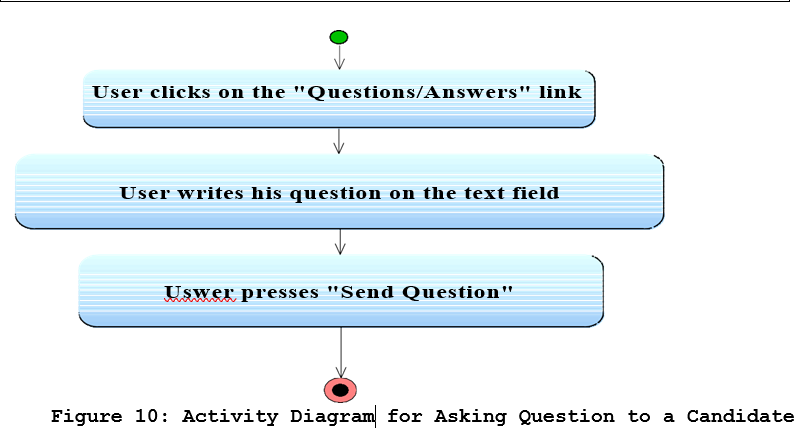 User clicks on the "Questions/Answers" link
User writes his question on the text field
Uswer presses "Send Question"
Figure 10: Activity Diagram for Asking Question to a Candidate